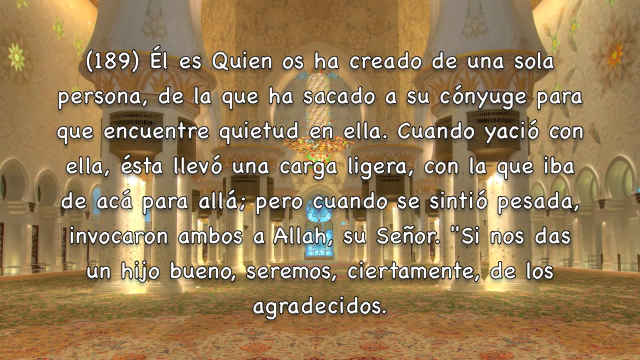 (189) Él es Quien os ha creado de una sola
persona, de la que ha sacado a su cónyuge para
que encuentre quietud en ella. Cuando yació con
ella, ésta llevó una carga ligera, con la que iba
de acá para allá; pero cuando se sintió pesada,
invocaron ambos a Allah, su Señor. "Si nos das
un hijo bueno, seremos, ciertamente, de los
agradecidos.